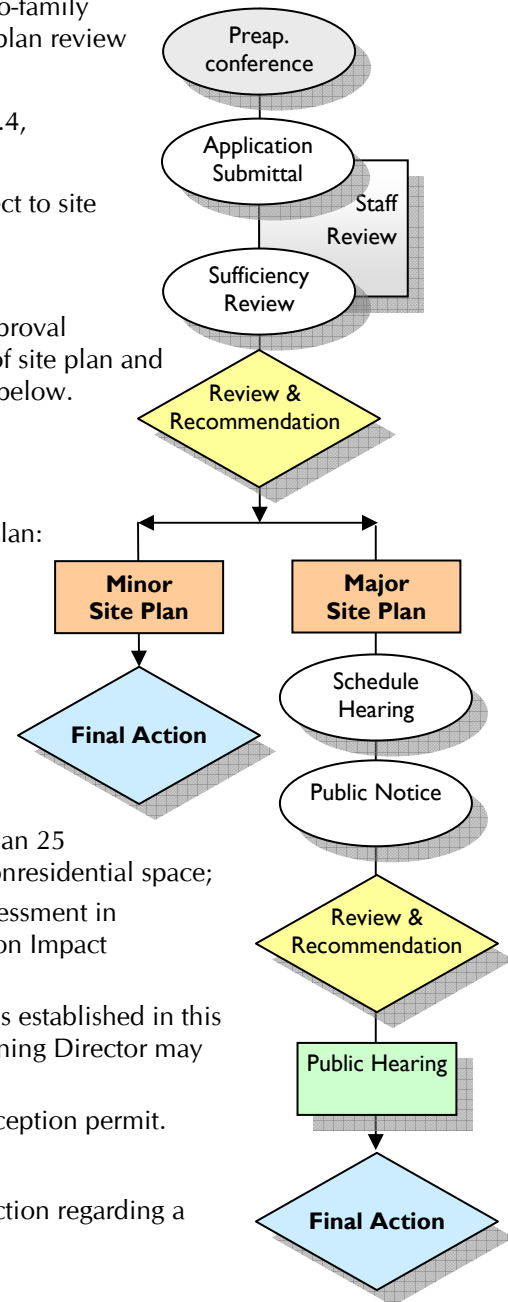 o-family
plan review
.4,
ect to site
proval
of site plan and
below.
lan:
an 25
onresidential space;
essment in
on Impact
s established in this
ning Director may
ception permit.
ction regarding a
Preap.
conference
Application
Submittal
Staff
Review
Sufficiency
Review
Review &
Recommendation
Minor
Site Plan
Major
Site Plan
Final Action
Schedule
Hearing
Public Notice
Review &
Recommendation
Public Hearing
Final Action